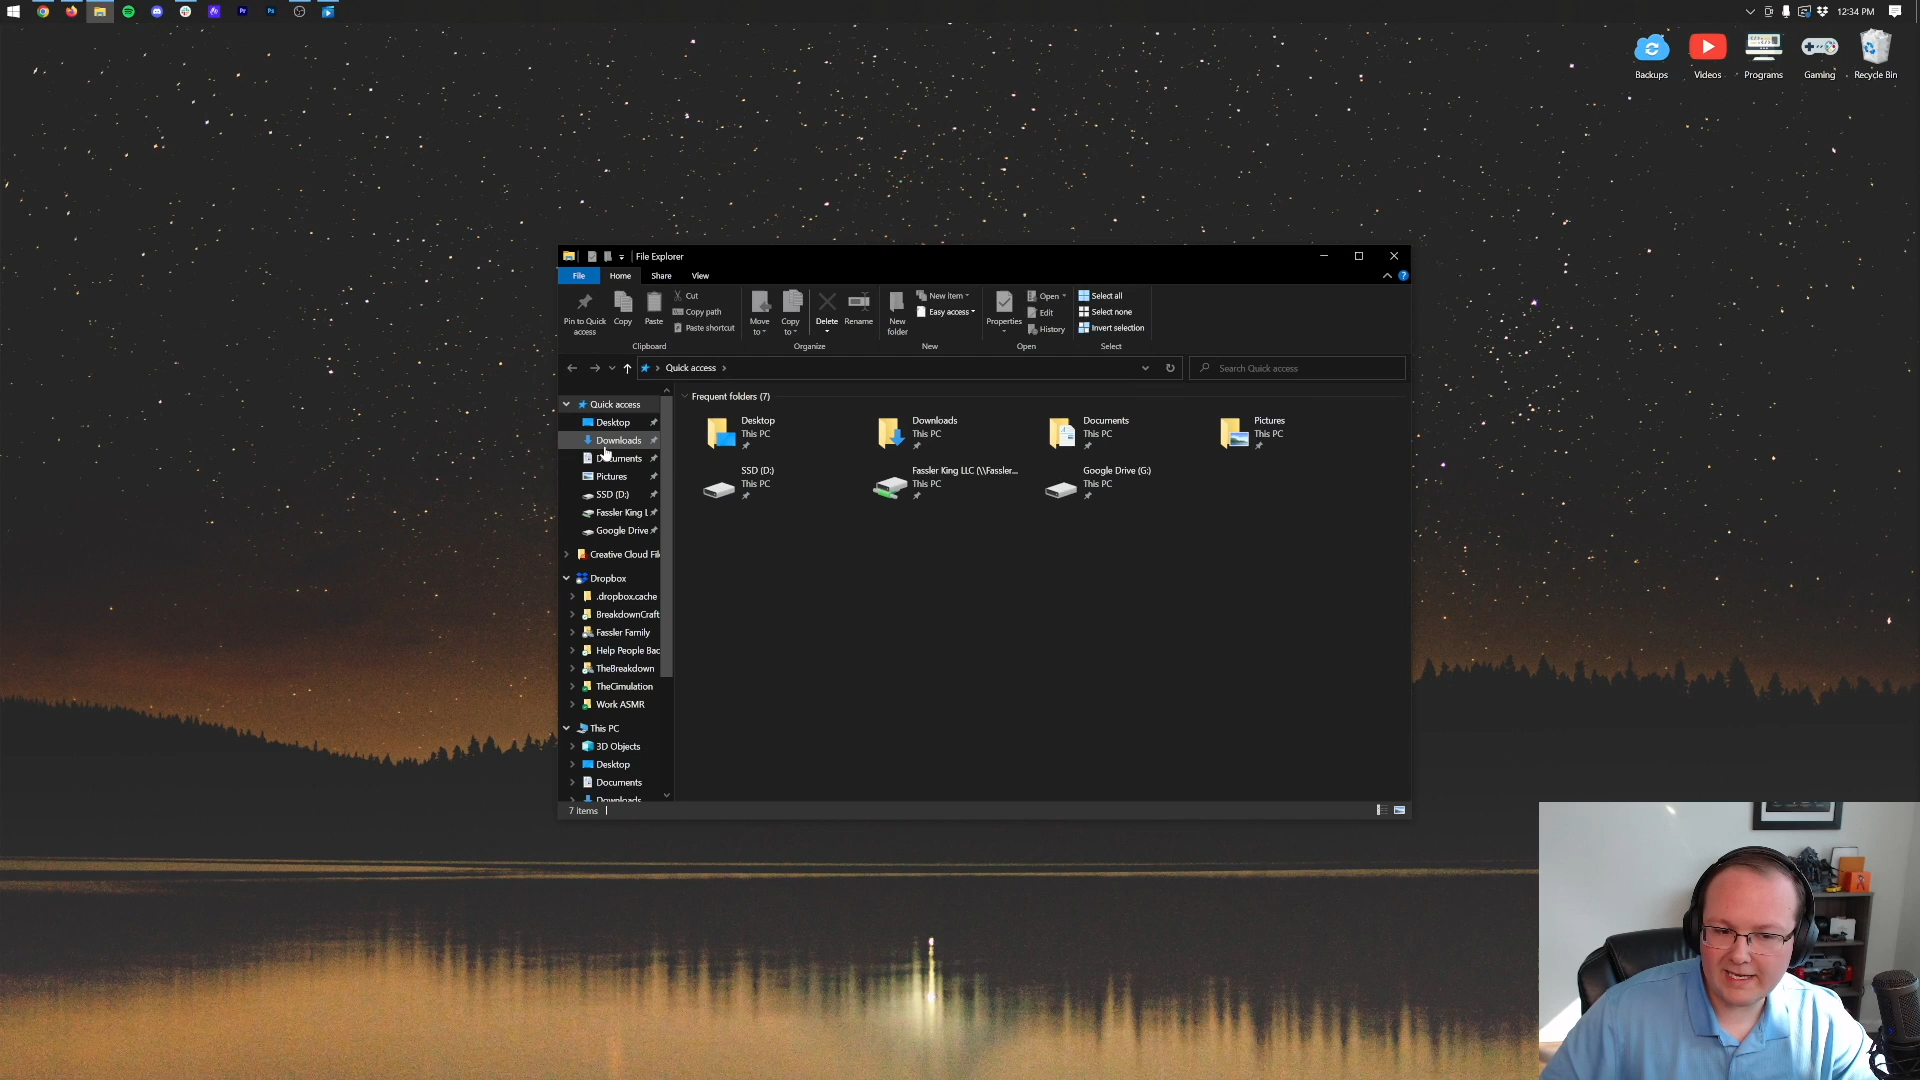 12:34 PM
Backups
Videos
Programs
Gaming
Recycle Bin
File Explorer
File
Home
Share
View
Pin to Quick
access
Copy
Paste
Cut
Copy path
Paste shortcut
Clipboard
Move
to
Copy
to
Delete
Rename
Organize
New
folder
New item
Easy access
New
Properties
Open
Edit
History
Open
Select all
Select none
Invert selection
Select
Quick access
Search Quick access
Quick access
Desktop
Downloads
Documents
Pictures
SSD (D:)
Fassler King L
Google Drive
Creative Cloud Fil
Dropbox
.dropbox.cache
BreakdownCraft
Fassler Family
Help People Bac
TheBreakdown
TheCimulation
Work ASMR
This PC
3D Objects
Desktop
Documents
Downloads
Frequent folders (7)
Desktop
This PC
Downloads
This PC
Documents
This PC
Pictures
This PC
SSD (D:)
This PC
Fassler King LLC (\\Fassler...
This PC
Google Drive (G:)
This PC
7 items